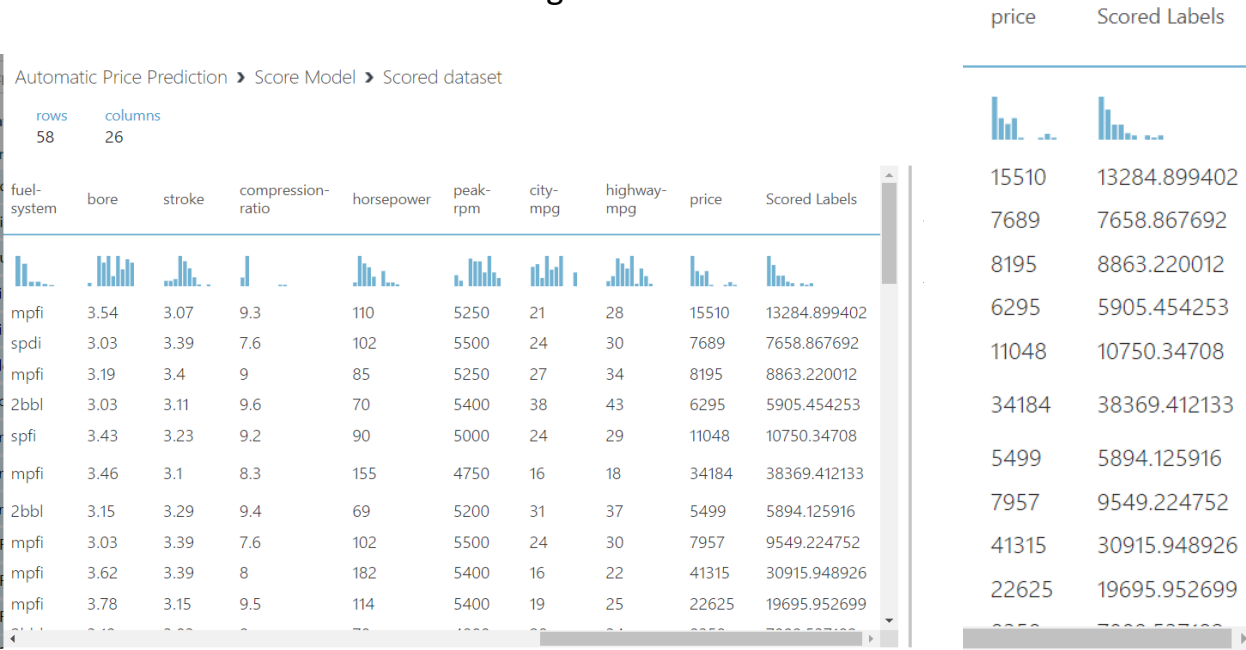 g
price Scored Labels
Automatic Price Prediction › Score Model › Scored dataset
rows columns
58 26
fuel-system bore stroke compression-ratio horsepower peak-rpm city-mpg highway-mpg price Scored Labels
mpfi 3.54 3.07 9.3 110 5250 21 28 15510 13284.899402
spdi 3.03 3.39 7.6 102 5500 24 30 7689 7658.867692
mpfi 3.19 3.4 9 85 5250 27 34 8195 8863.220012
2bbl 3.03 3.11 9.6 70 5400 38 43 6295 5905.454253
spfi 3.43 3.23 9.2 90 5000 24 29 11048 10750.34708
mpfi 3.46 3.1 8.3 155 4750 16 18 34184 38369.412133
2bbl 3.15 3.29 9.4 69 5200 31 37 5499 5894.125916
mpfi 3.03 3.39 7.6 102 5500 24 30 7957 9549.224752
mpfi 3.62 3.39 8 182 5400 16 22 41315 30915.948926
mpfi 3.78 3.15 9.5 114 5400 19 25 22625 19695.952699
15510 13284.899402
7689 7658.867692
8195 8863.220012
6295 5905.454253
11048 10750.34708
34184 38369.412133
5499 5894.125916
7957 9549.224752
41315 30915.948926
22625 19695.952699